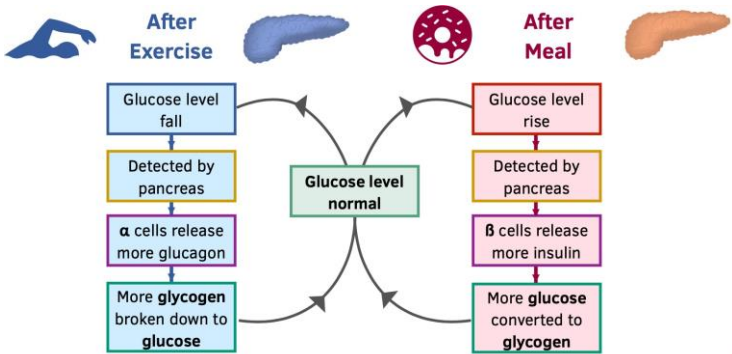 After
Exercise
Glucose level
fall
Detected by
pancreas
α cells release
more glucagon
More glycogen
broken down to
glucose
Glucose level
normal
After
Meal
Glucose level
rise
Detected by
pancreas
ß cells release
more insulin
More glucose
converted to
glycogen